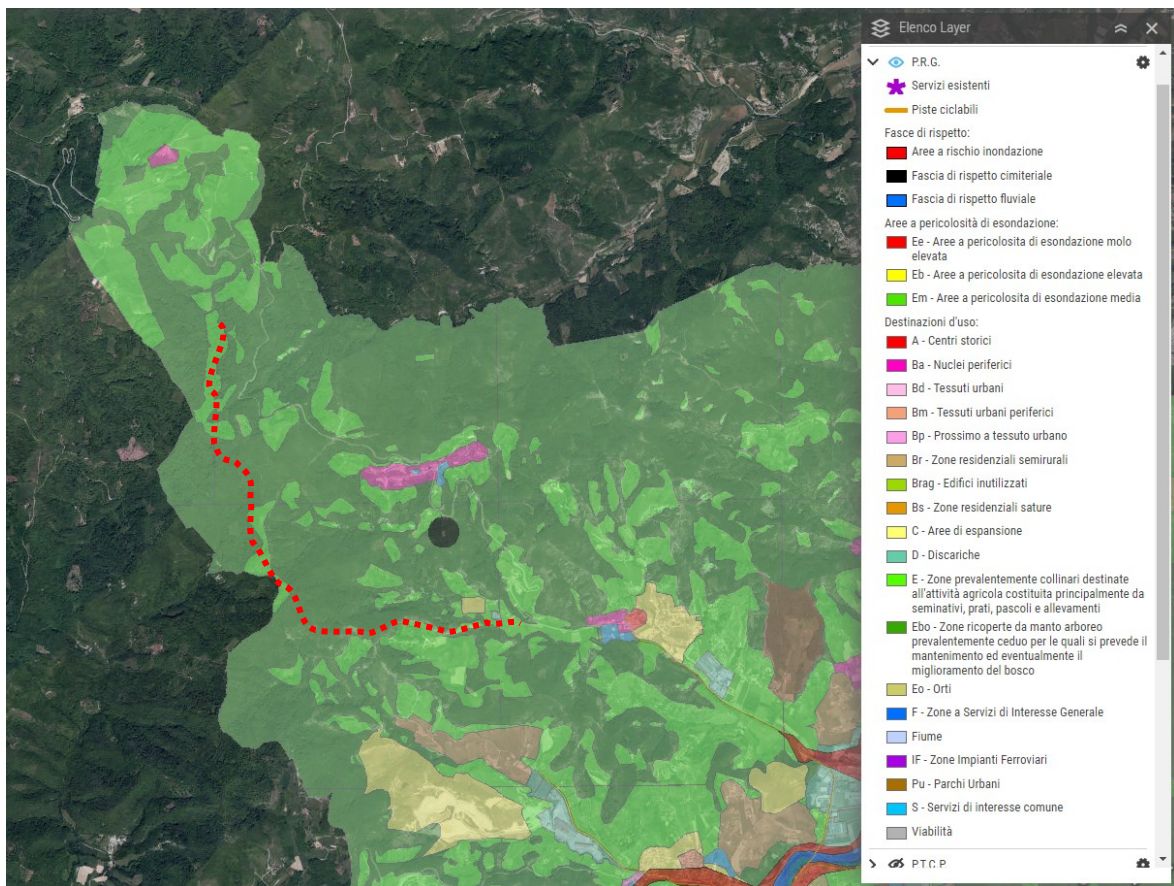 Elenco Layer
P.R.G.
Servizi esistenti
Piste ciclabili
Fasce di rispetto:
Aree a rischio inondazione
Fascia di rispetto cimiteriale
Fascia di rispetto fluviale
Aree a pericolosità di esondazione:
Ee - Aree a pericolosita di esondazione molo
elevata
Eb - Aree a pericolosita di esondazione elevata
Em - Aree a pericolosita di esondazione media
Destinazioni d'uso:
A - Centri storici
Ba - Nuclei periferici
Bd - Tessuti urbani
Bm - Tessuti urbani periferici
Bp - Prossimo a tessuto urbano
Br - Zone residenziali semirurali
Brag - Edifici inutilizzati
Bs - Zone residenziali sature
C - Aree di espansione
D - Discariche
E - Zone prevalentemente collinari destinate
all'attività agricola costituita principalmente da
seminativi, prati, pascoli e allevamenti
Ebo - Zone ricoperte da manto arboreo
prevalentemente ceduo per le quali si prevede il
mantenimento ed eventualmente il
miglioramento del bosco
Eo - Orti
F - Zone a Servizi di Interesse Generale
Fiume
IF - Zone Impianti Ferroviari
Pu - Parchi Urbani
S - Servizi di interesse comune
Viabilità
P.T.C.P.